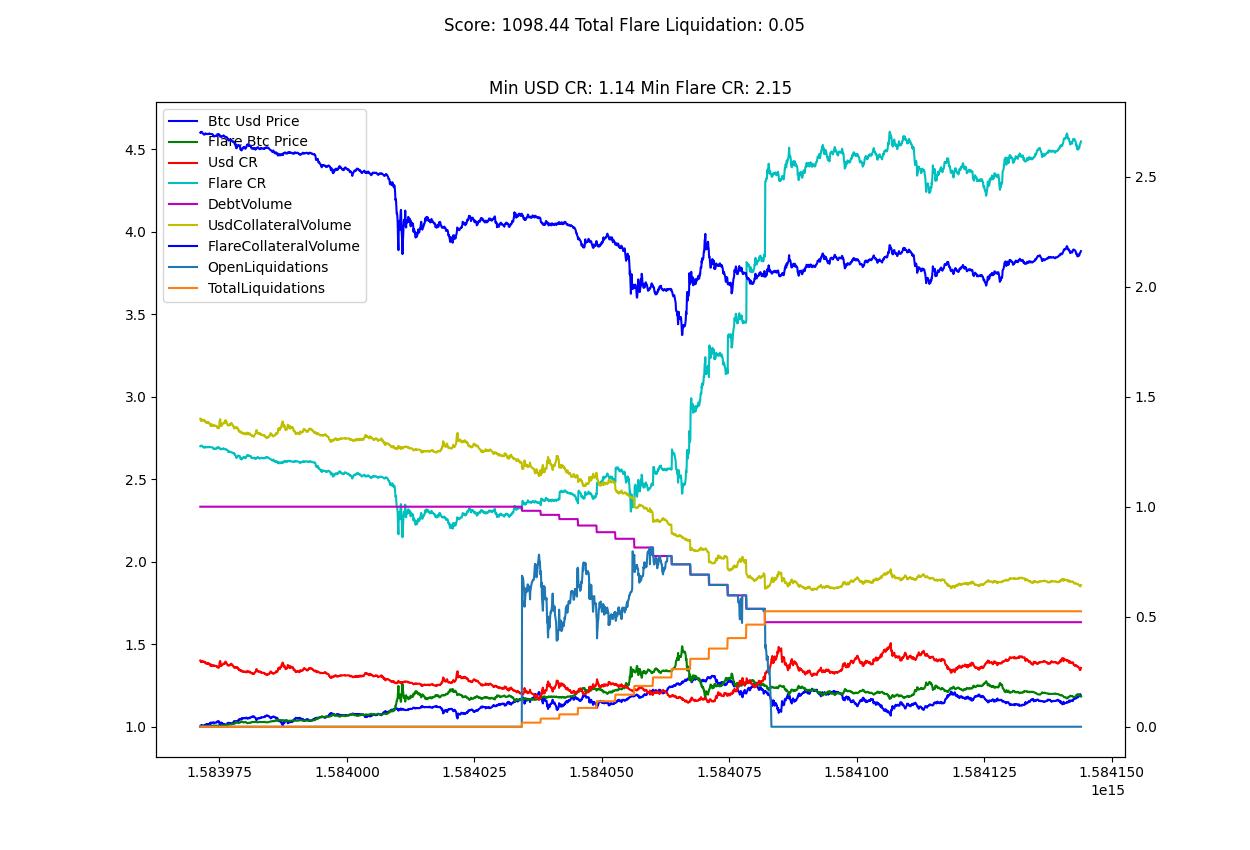 Score: 1098.44 Total Flare Liquidation: 0.05
Min USD CR: 1.14 Min Flare CR: 2.15
Btc Usd Price
Flare Btc Price
Usd CR
Flare CR
DebtVolume
UsdCollateralVolume
FlareCollateralVolume
OpenLiquidations
TotalLiquidations
4.5
4.0
3.5
3.0
2.5
2.0
1.5
1.0
2.5
2.0
1.5
1.0
0.5
0.0
1.583975 1.584000 1.584025 1.584050 1.584075 1.584100 1.584125 1.584150
1e15